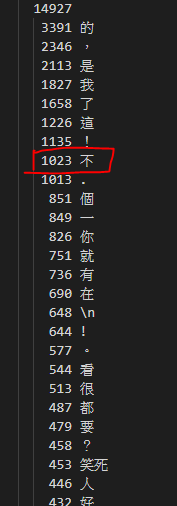 14927
3391 的
2346 ，
2113 是
1827 我
1658 了
1226 這
1135 ！
1023 不
1013 .
851 個
849 一
826 你
751 就
736 有
690 在
648 \n
644 !
577 。
544 看
513 很
487 都
479 要
458 ？
453 笑死
446 人
432 好